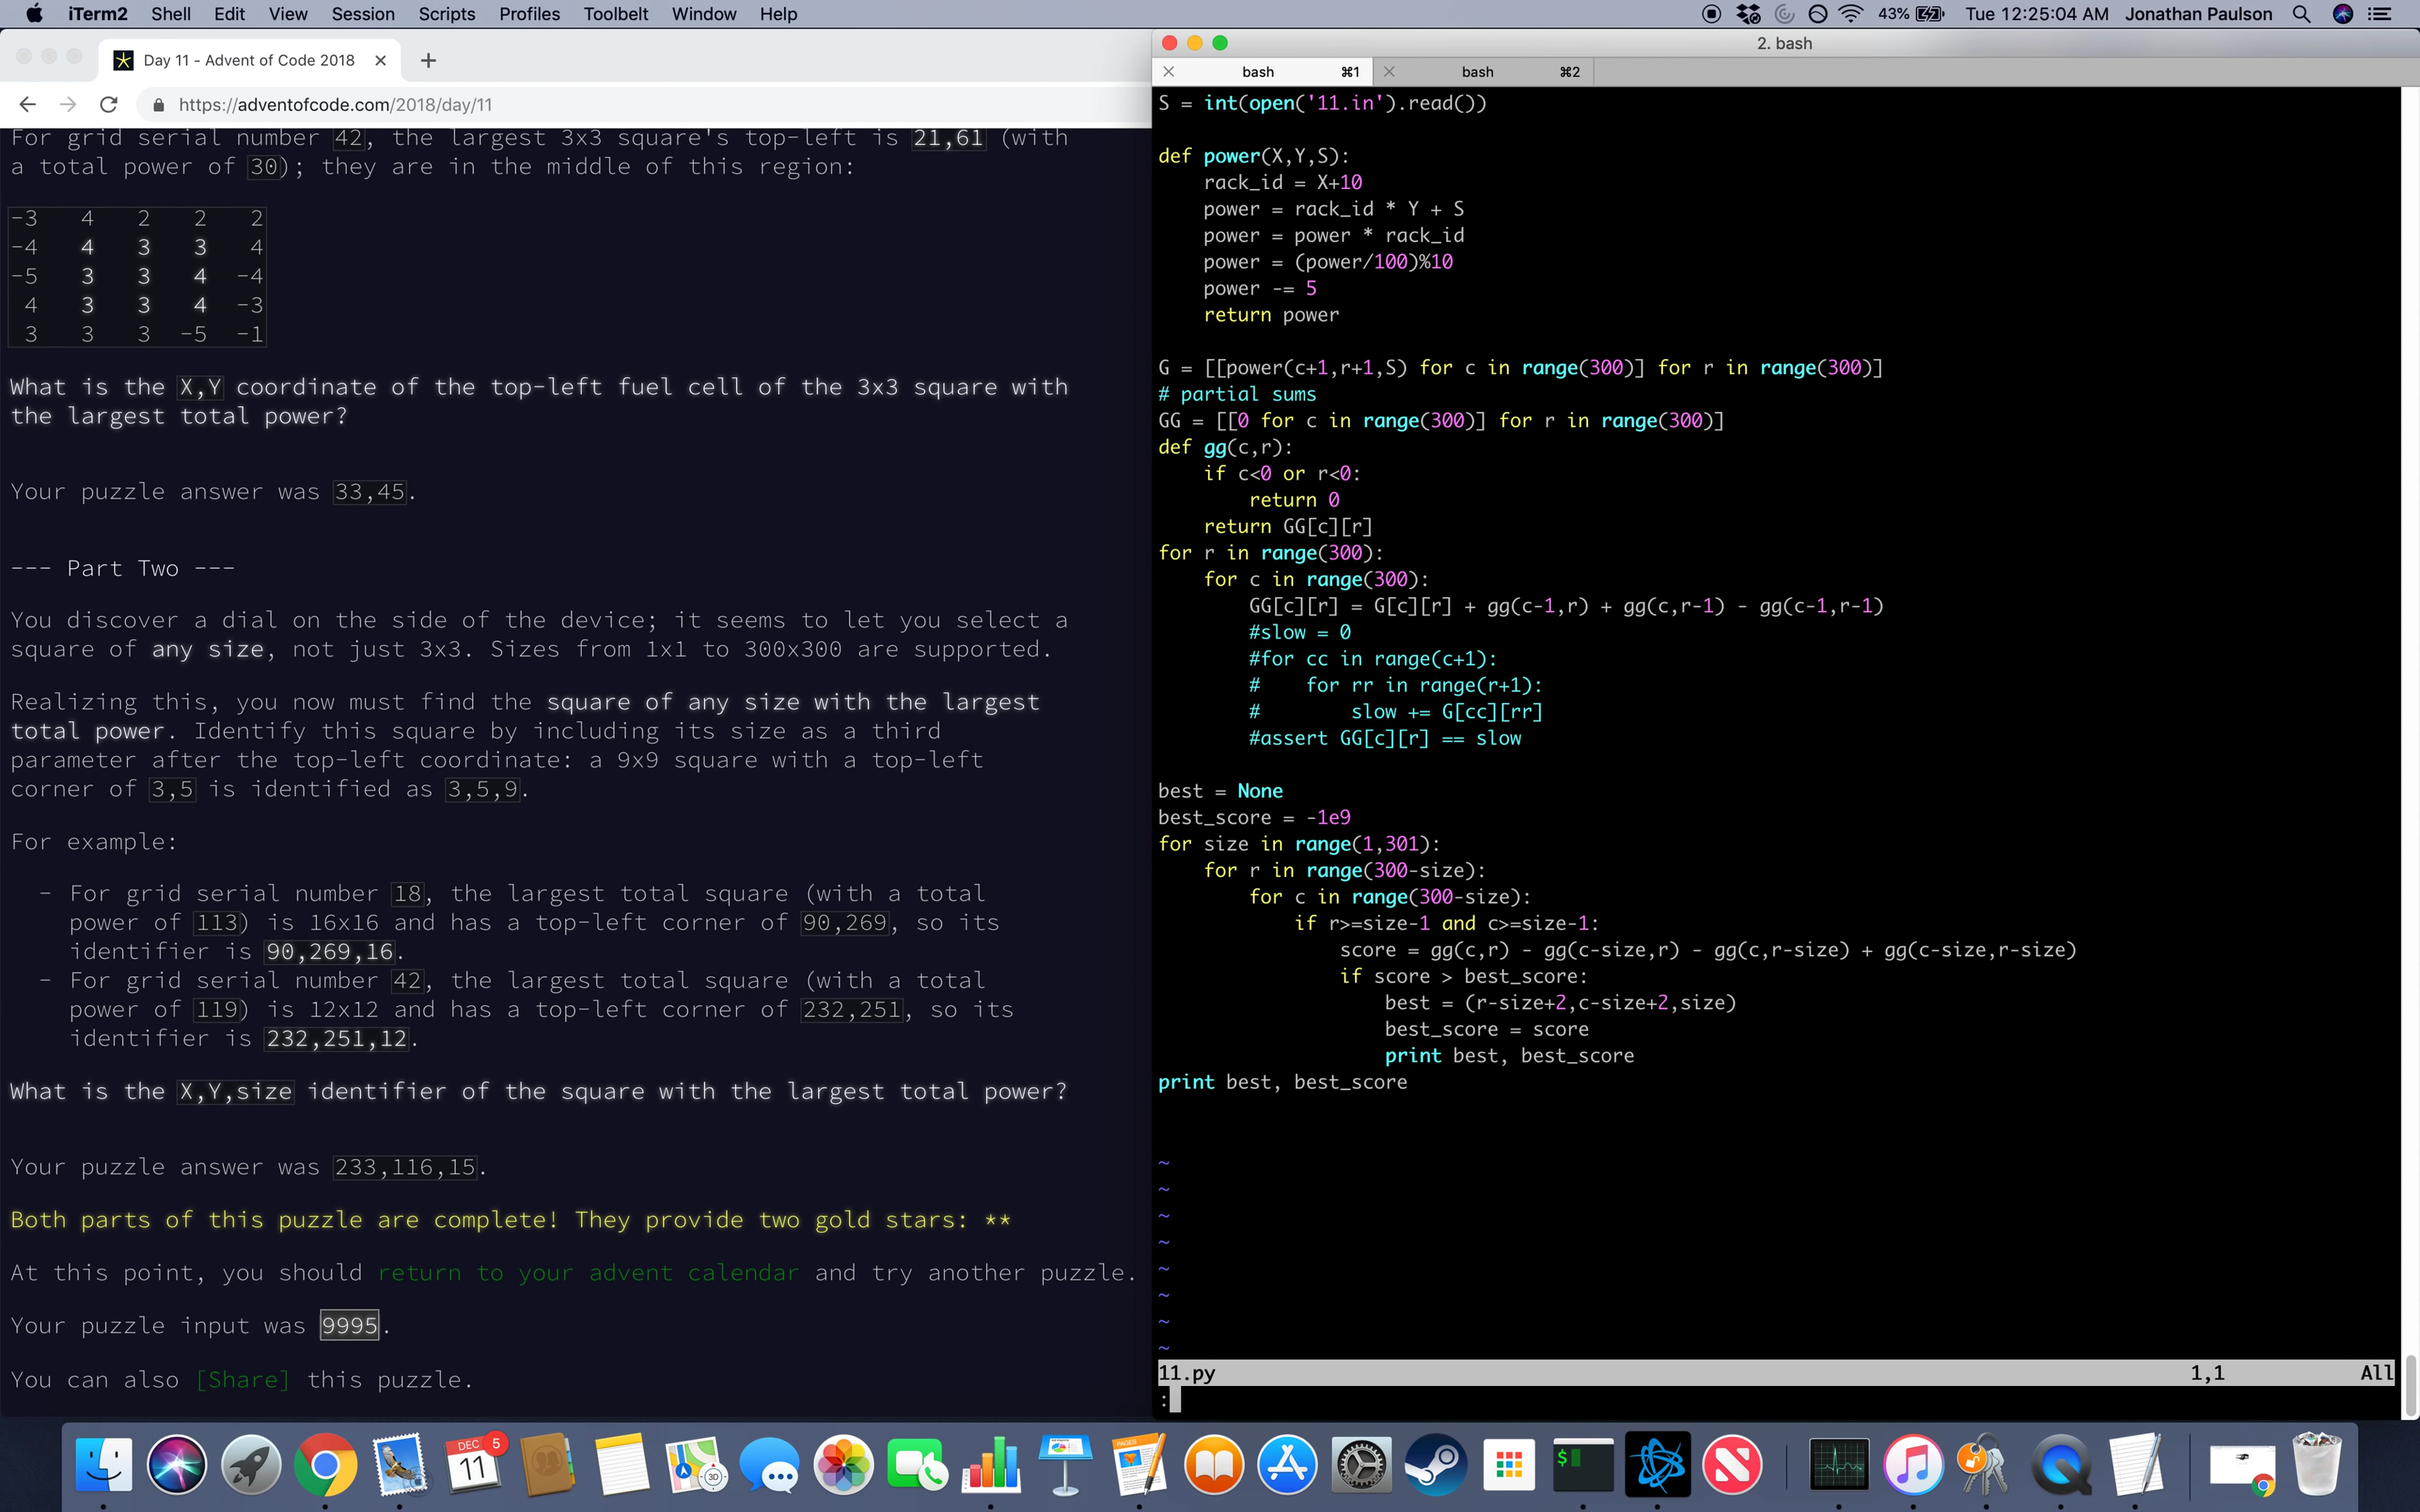 iTerm2 Shell Edit View Session Scripts Profiles Toolbelt Window Help 43% Tue 12:25:04 AM Jonathan Paulson
Day 11 - Advent of Code 2018
https://adventofcode.com/2018/day/11
For grid serial number 42, the largest 3x3 square's top-left is 21,61 (with
a total power of 30); they are in the middle of this region:
-3 4 2 2 2
-4 4 3 3 4
-5 3 3 4 -4
4 3 3 4 -3
3 3 3 -5 -1
What is the X,Y coordinate of the top-left fuel cell of the 3x3 square with
the largest total power?
Your puzzle answer was 33,45.
--- Part Two ---
You discover a dial on the side of the device; it seems to let you select a
square of any size, not just 3x3. Sizes from 1x1 to 300x300 are supported.
Realizing this, you now must find the square of any size with the largest
total power. Identify this square by including its size as a third
parameter after the top-left coordinate: a 9x9 square with a top-left
corner of 3,5 is identified as 3,5,9.
For example:
- For grid serial number 18, the largest total square (with a total
power of 113) is 16x16 and has a top-left corner of 90,269, so its
identifier is 90,269,16.
- For grid serial number 42, the largest total square (with a total
power of 119) is 12x12 and has a top-left corner of 232,251, so its
identifier is 232,251,12.
What is the X,Y,size identifier of the square with the largest total power?
Your puzzle answer was 233,116,15.
Both parts of this puzzle are complete! They provide two gold stars: **
At this point, you should return to your advent calendar and try another puzzle.
Your puzzle input was 9995.
You can also [Share] this puzzle.
2. bash
bash ⌘1 bash ⌘2
S = int(open('11.in').read())
def power(X,Y,S):
    rack_id = X+10
    power = rack_id * Y + S
    power = power * rack_id
    power = (power/100)%10
    power -= 5
    return power
G = [[power(c+1,r+1,S) for c in range(300)] for r in range(300)]
# partial sums
GG = [[0 for c in range(300)] for r in range(300)]
def gg(c,r):
    if c<0 or r<0:
        return 0
    return GG[c][r]
for r in range(300):
    for c in range(300):
        GG[c][r] = G[c][r] + gg(c-1,r) + gg(c,r-1) - gg(c-1,r-1)
        #slow = 0
        #for cc in range(c+1):
        #    for rr in range(r+1):
        #        slow += G[cc][rr]
        #assert GG[c][r] == slow
best = None
best_score = -1e9
for size in range(1,301):
    for r in range(300-size):
        for c in range(300-size):
            if r>=size-1 and c>=size-1:
                score = gg(c,r) - gg(c-size,r) - gg(c,r-size) + gg(c-size,r-size)
                if score > best_score:
                    best = (r-size+2,c-size+2,size)
                    best_score = score
                    print best, best_score
print best, best_score
~
~
~
~
~
~
~
~
11.py 1,1 All
:
DEC 5
11
3D
PAGES
$